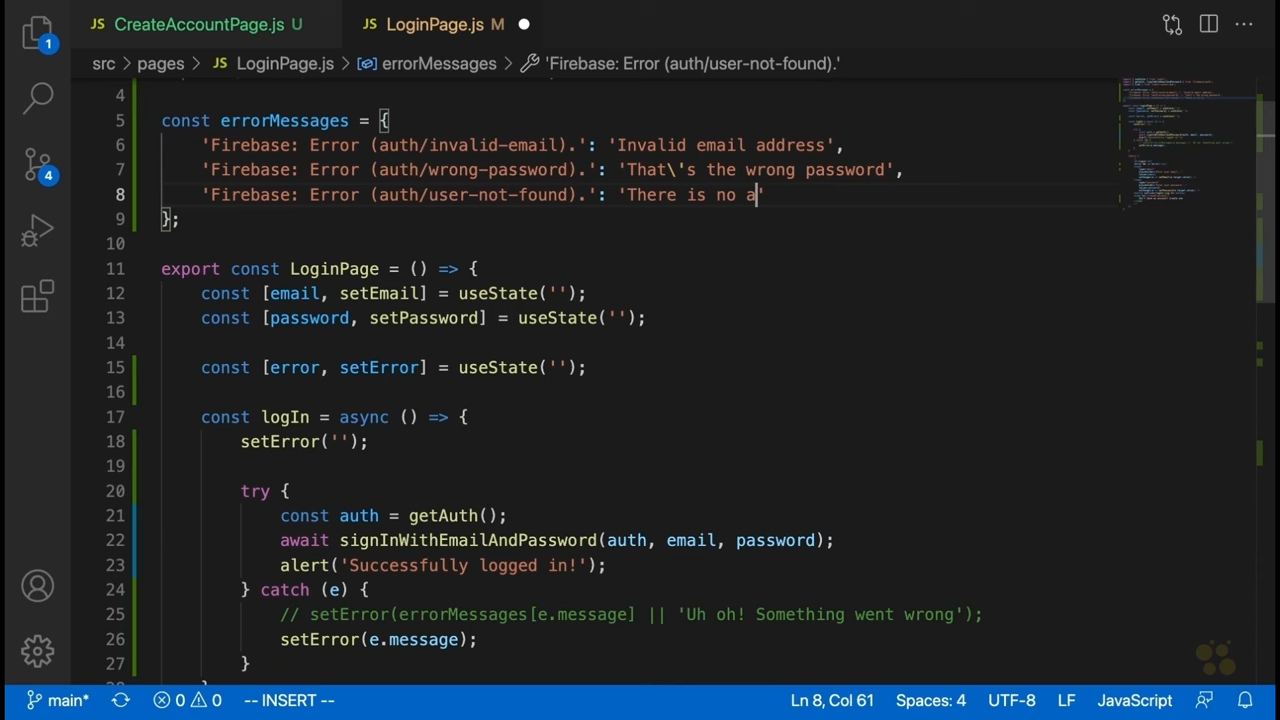 JS CreateAccountPage.js U JS LoginPage.js M
src > pages > JS LoginPage.js > errorMessages > 'Firebase: Error (auth/user-not-found).'
4
5 const errorMessages = {
6 'Firebase: Error (auth/invalid-email).': 'Invalid email address',
7 'Firebase: Error (auth/wrong-password).': 'That\'s the wrong password',
8 'Firebase: Error (auth/user-not-found).': 'There is no a'
9 };
10
11 export const LoginPage = () => {
12 const [email, setEmail] = useState('');
13 const [password, setPassword] = useState('');
14
15 const [error, setError] = useState('');
16
17 const logIn = async () => {
18 setError('');
19
20 try {
21 const auth = getAuth();
22 await signInWithEmailAndPassword(auth, email, password);
23 alert('Successfully logged in!');
24 } catch (e) {
25 // setError(errorMessages[e.message] || 'Uh oh! Something went wrong');
26 setError(e.message);
27 }
1
4
main* 0 0 -- INSERT -- Ln 8, Col 61 Spaces: 4 UTF-8 LF JavaScript